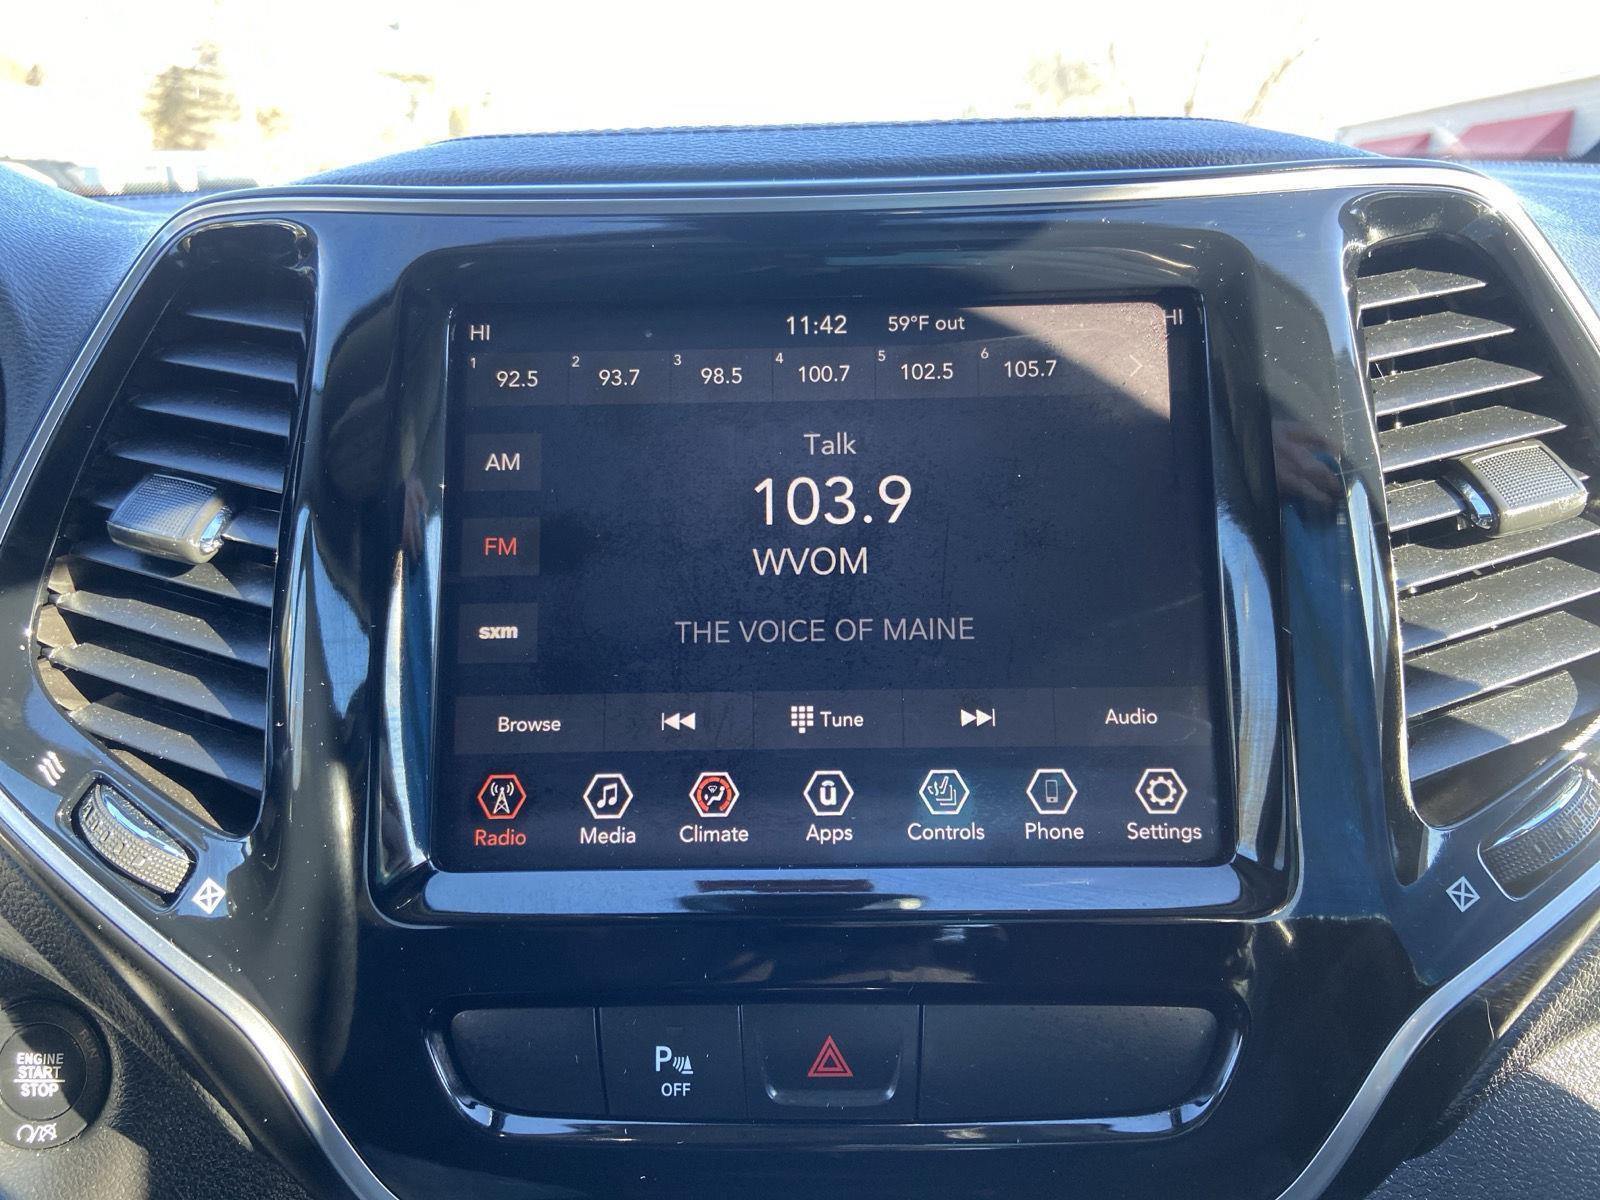 HI 11:42 59°F out HI
1 92.5 2 93.7 3 98.5 4 100.7 5 102.5 6 105.7
Talk
AM
103.9
FM
WVOM
sxm
THE VOICE OF MAINE
Browse Tune Audio
Radio Media Climate Apps Controls Phone Settings
P
OFF
RUN
ENGINE
START
STOP